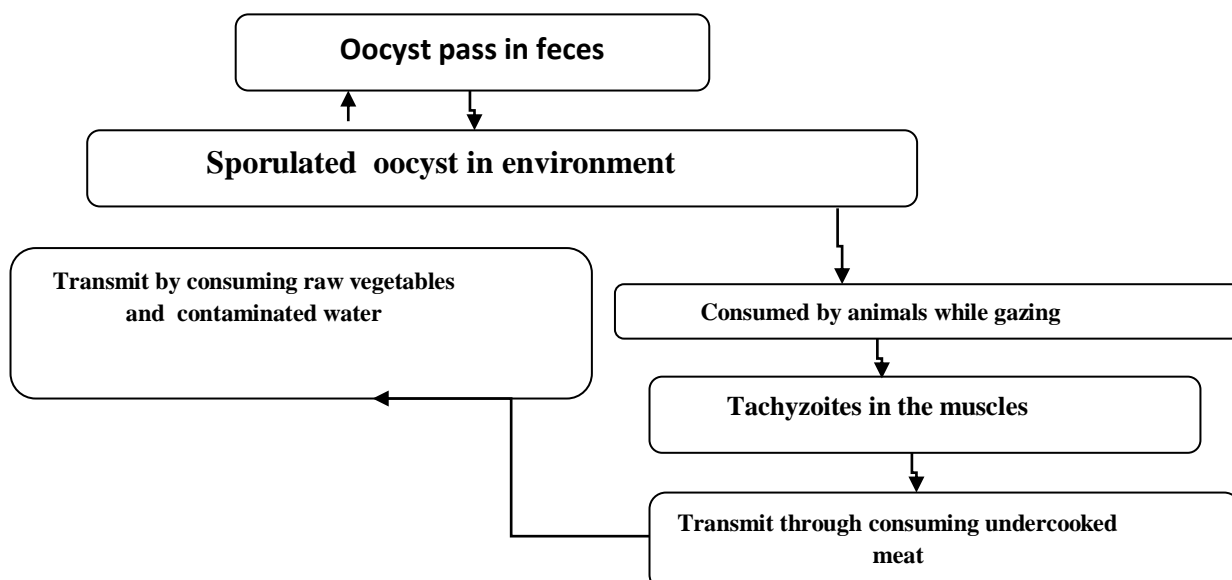 Oocyst pass in feces
Sporulated oocyst in environment
Transmit by consuming raw vegetables
and contaminated water
Consumed by animals while gazing
Tachyzoites in the muscles
Transmit through consuming undercooked
meat